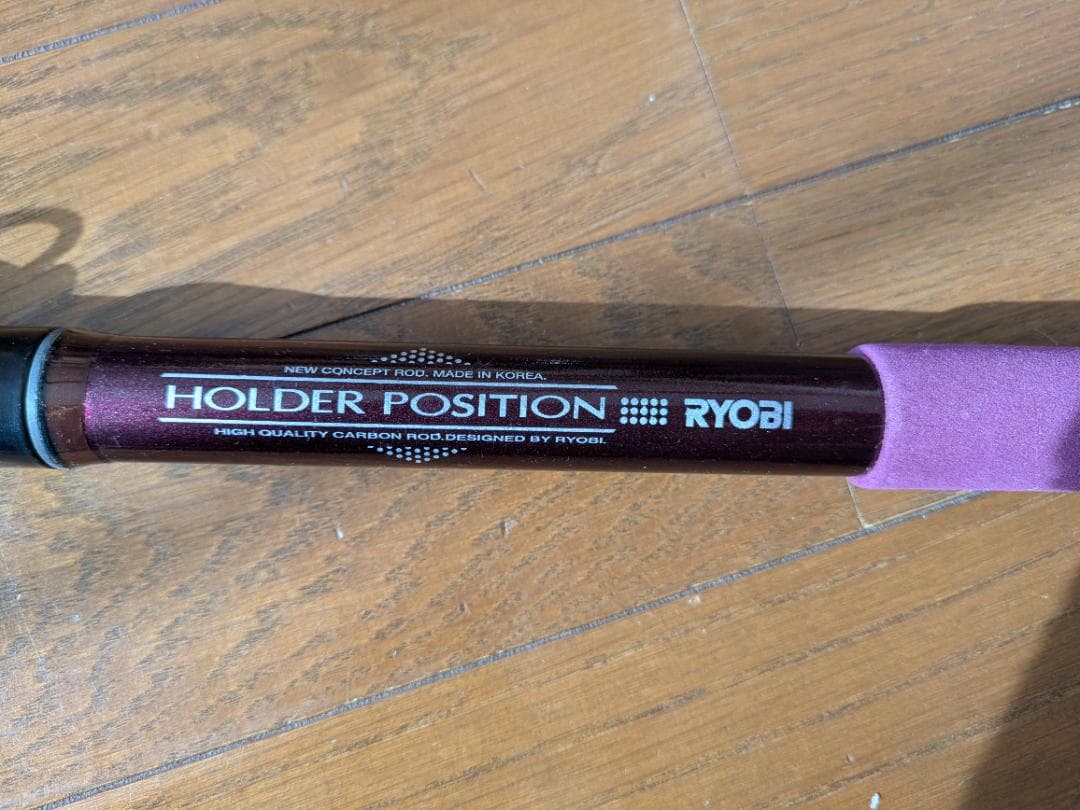 NEW CONCEPT ROD. MADE IN KOREA.
HOLDER POSITION RYOBI
HIGH QUALITY CARBON ROD.DESIGNED BY RYOBI.